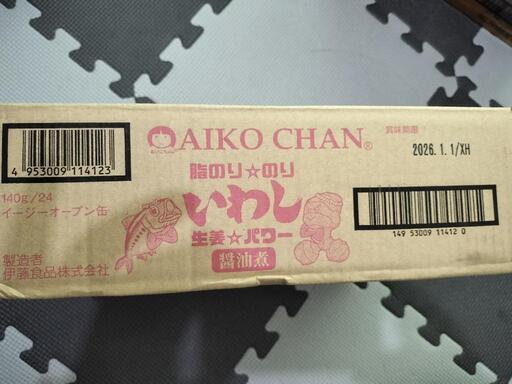 AIKO CHAN®
賞味期限
2026. 1. 1/XH
4 953009 114123
脂のり☆のり
いわし
生姜☆パワー
醤油煮
140g/24
イージーオープン缶
製造者
伊藤食品株式会社
149 53009 11412 0